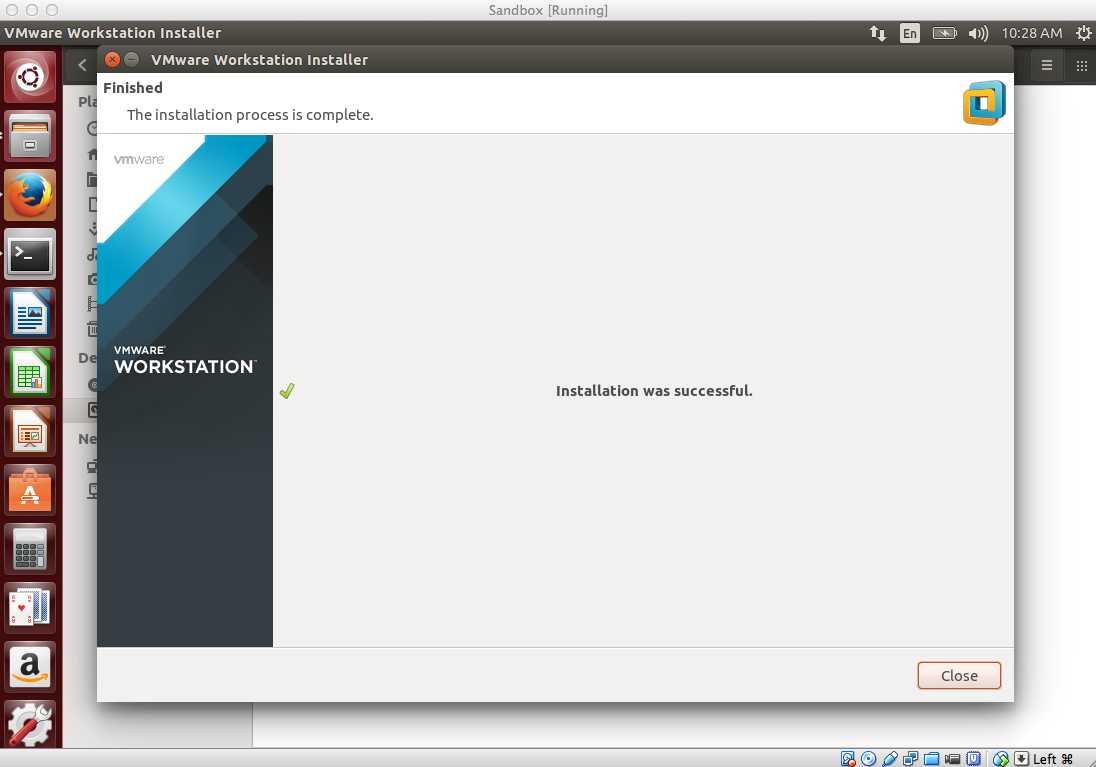 Sandbox [Running]
VMware Workstation Installer
En
10:28 AM
VMware Workstation Installer
Finished
The installation process is complete.
Pla
De
Ne
vmware
VMWARE®
WORKSTATION™
Installation was successful.
Close
Left ⌘